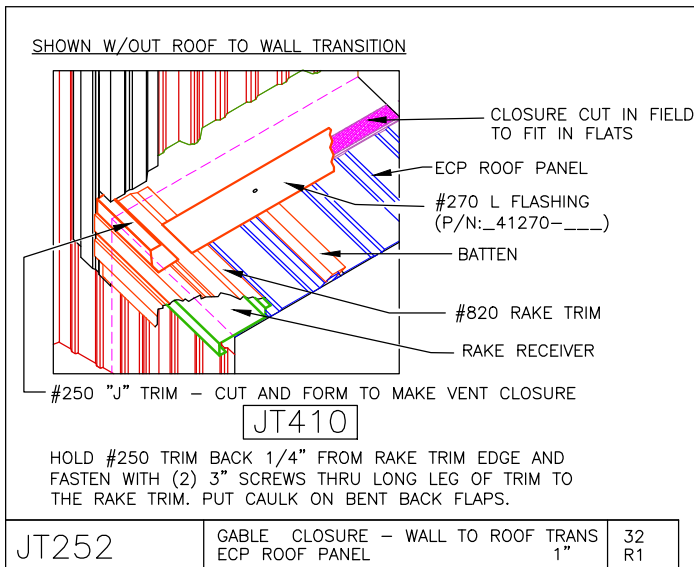 SHOWN W/OUT ROOF TO WALL TRANSITION
CLOSURE CUT IN FIELD
TO FIT IN FLATS
ECP ROOF PANEL
#270 L FLASHING
(P/N:_41270-___)
BATTEN
#820 RAKE TRIM
RAKE RECEIVER
#250 "J" TRIM – CUT AND FORM TO MAKE VENT CLOSURE
JT410
HOLD #250 TRIM BACK 1/4" FROM RAKE TRIM EDGE AND
FASTEN WITH (2) 3" SCREWS THRU LONG LEG OF TRIM TO
THE RAKE TRIM. PUT CAULK ON BENT BACK FLAPS.
JT252
GABLE CLOSURE – WALL TO ROOF TRANS
ECP ROOF PANEL 1"
32
R1